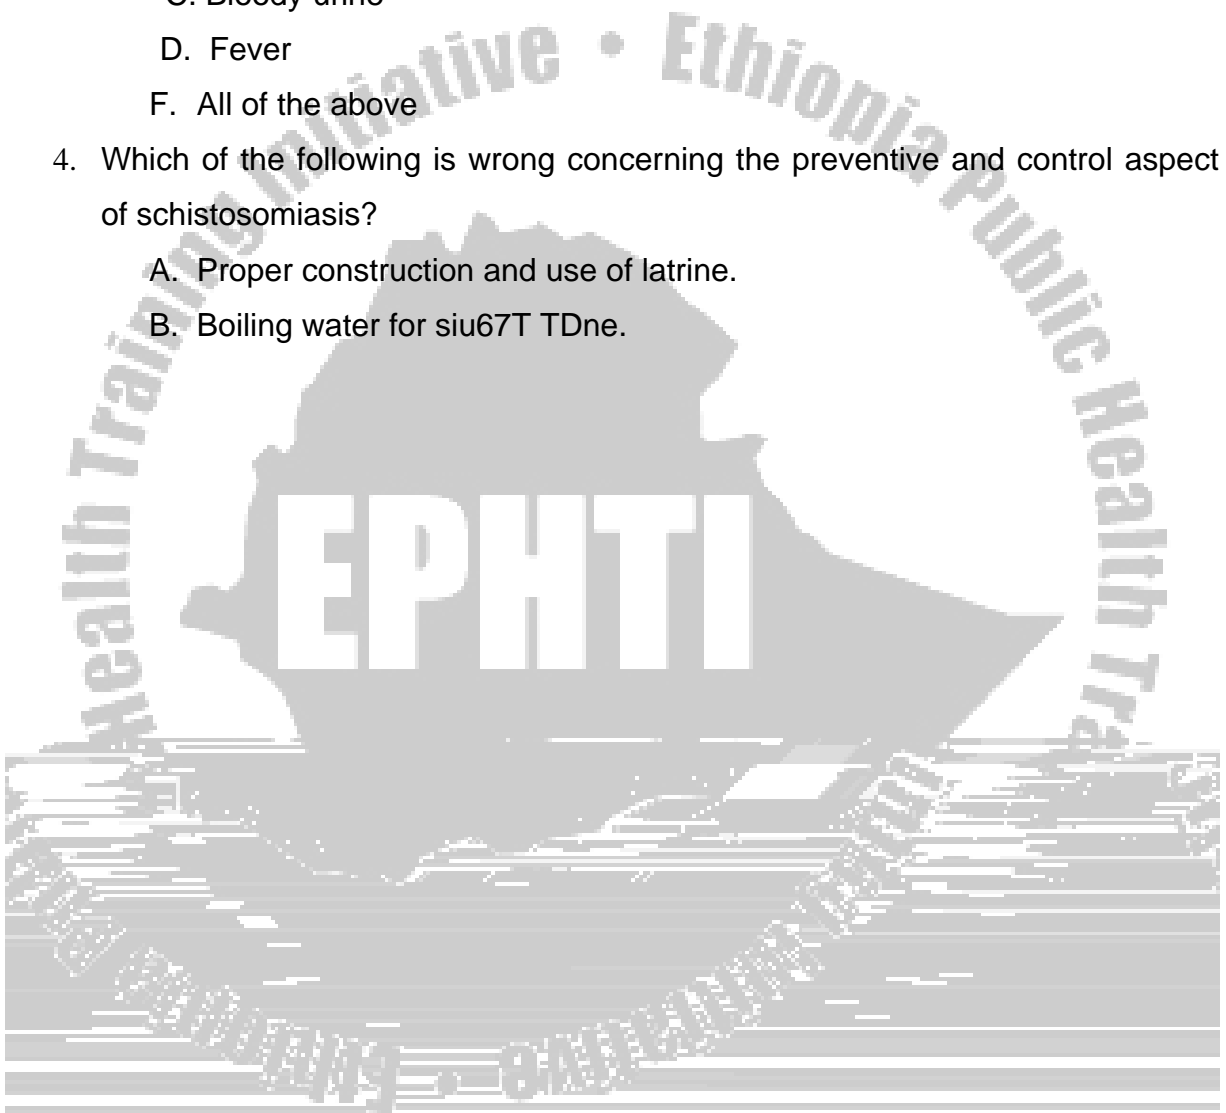 C. Bloody urine
D. Fever
F. All of the above
4. Which of the following is wrong concerning the preventive and control aspect
of schistosomiasis?
A. Proper construction and use of latrine.
B. Boiling water for siu67T TDne.
Health Training Initiative • Ethiopia Public Health Tra
EPHTI